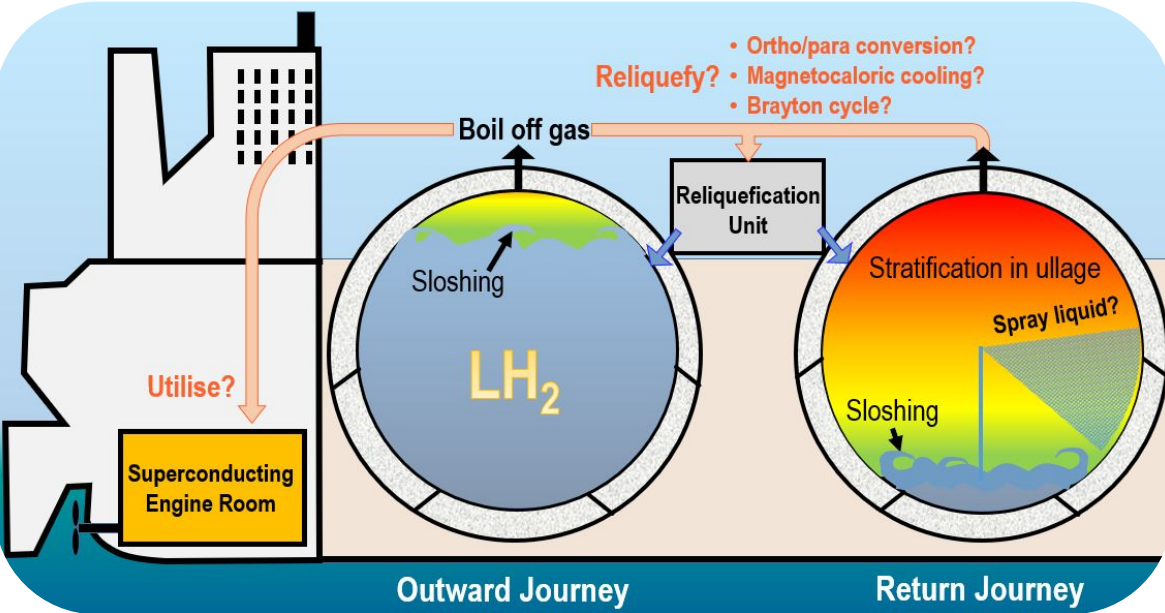 • Ortho/para conversion?
Reliquefy? • Magnetocaloric cooling?
• Brayton cycle?
Boil off gas
Reliquefication
Unit
Sloshing
Stratification in ullage
Spray liquid?
LH₂
Utilise?
Sloshing
Superconducting
Engine Room
Outward Journey
Return Journey